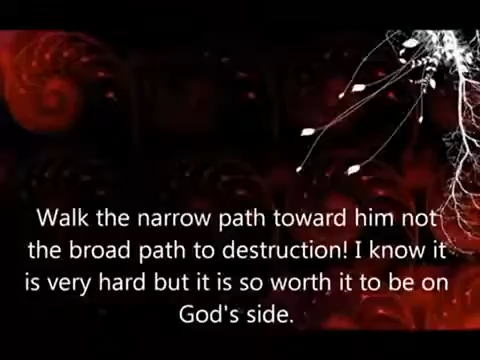 Walk the narrow path toward him not
the broad path to destruction! I know it
is very hard but it is so worth it to be on
God's side.